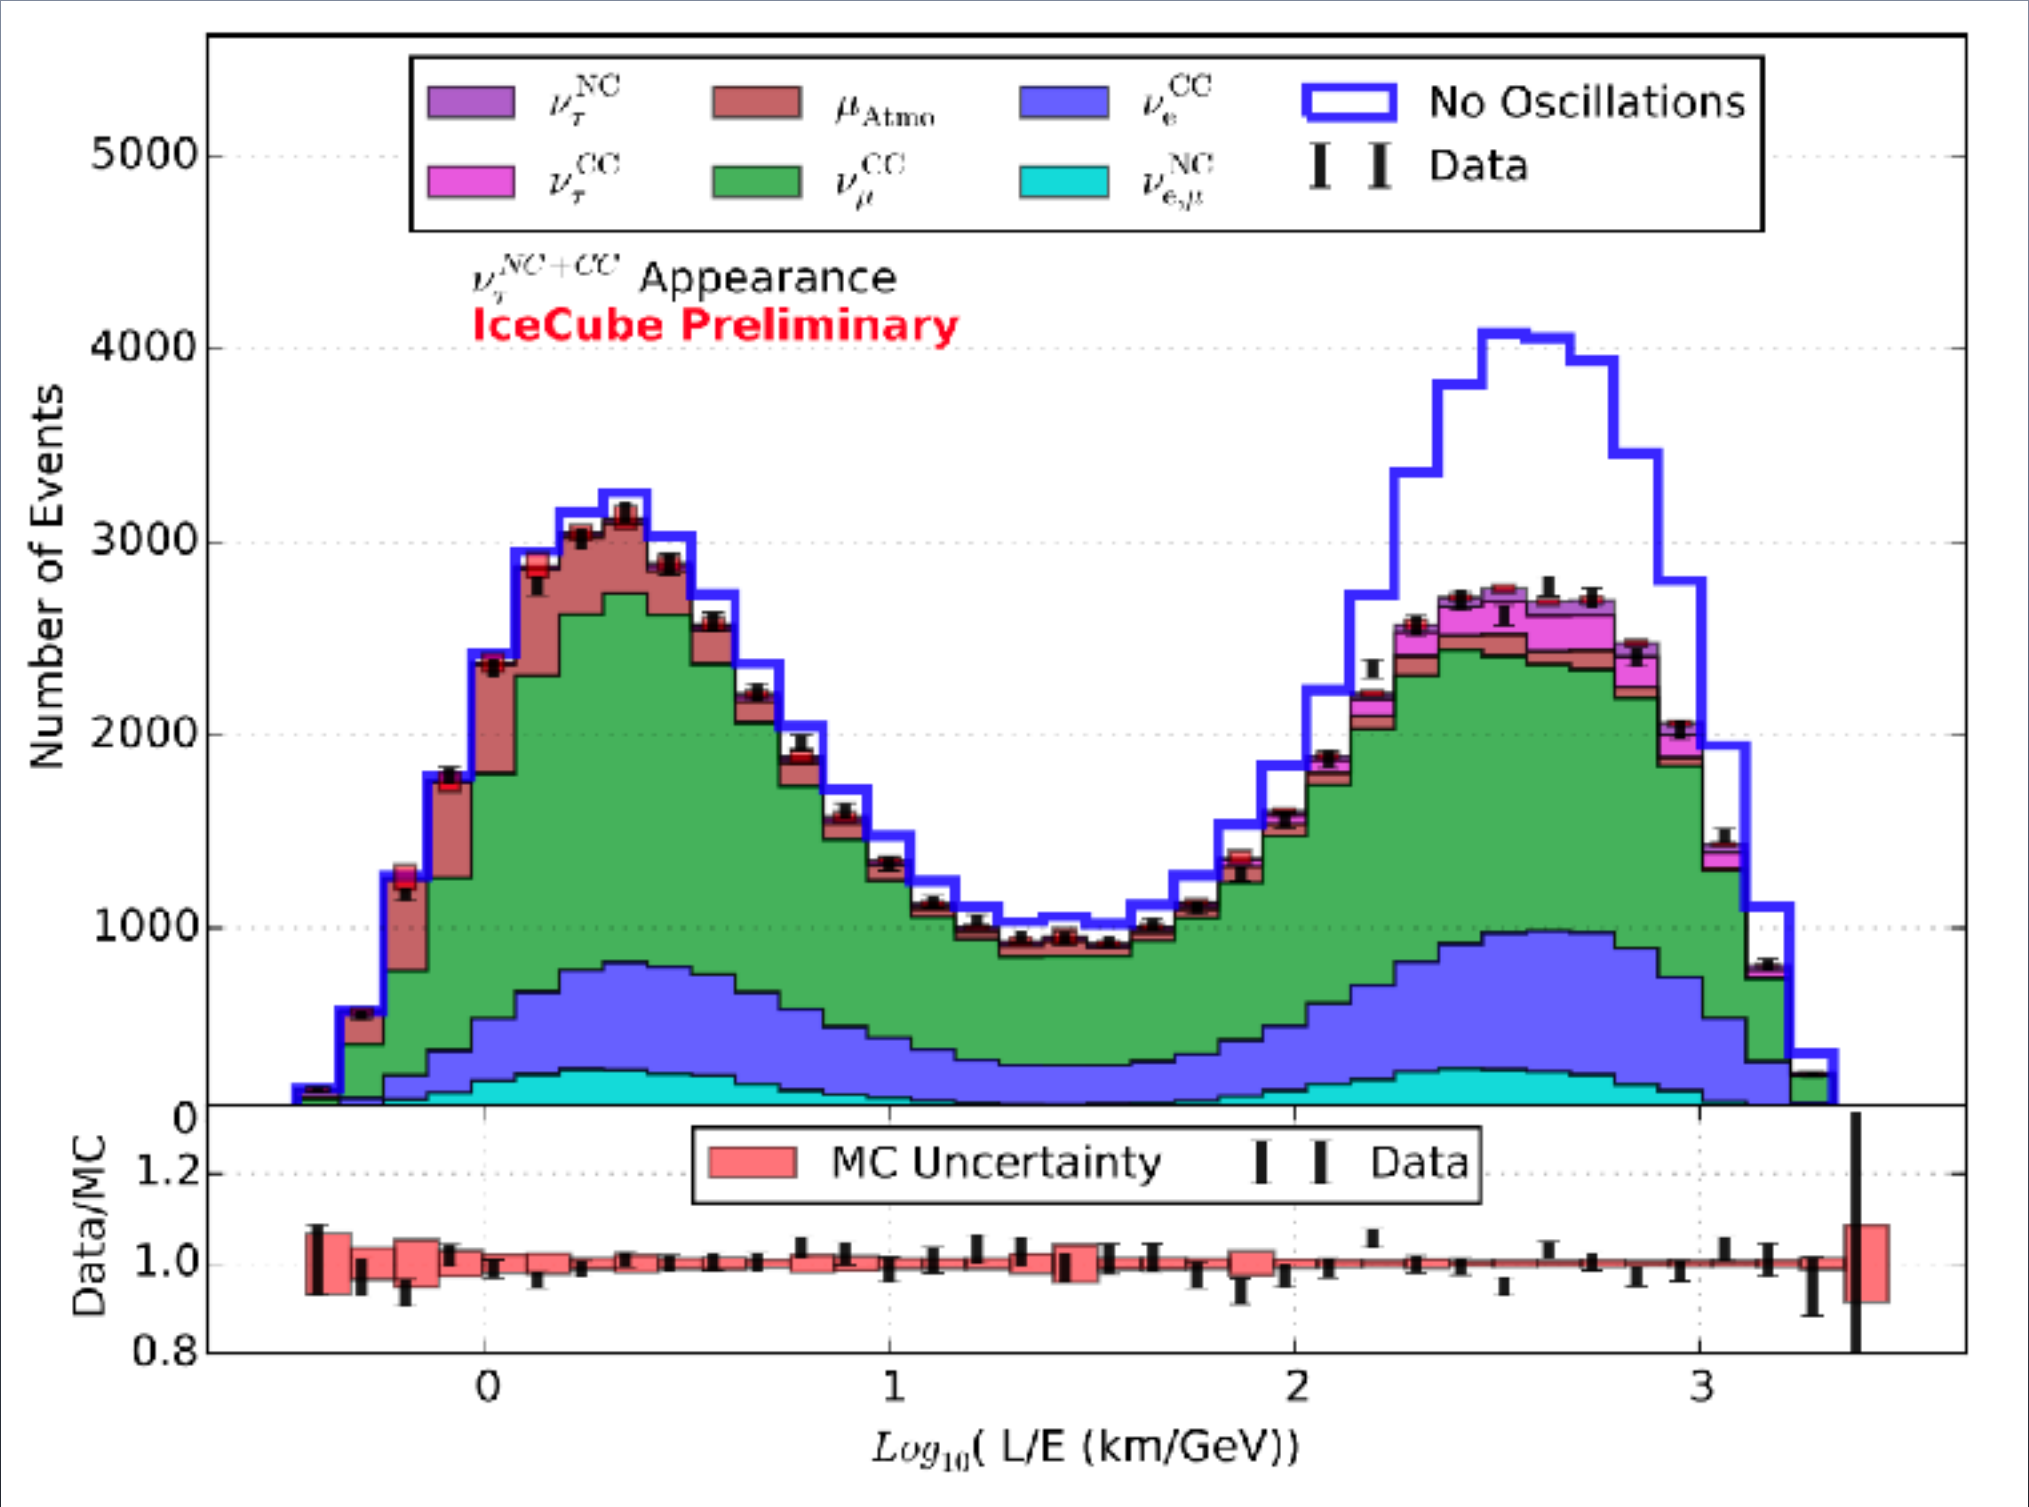 ν_τ^NC μ_Atmo ν_e^CC No Oscillations
ν_τ^CC ν_μ^CC ν_e,μ^NC Data
ν_τ^NC+CC Appearance
IceCube Preliminary
Number of Events
5000
4000
3000
2000
1000
0
MC Uncertainty Data
Data/MC
1.2
1.0
0.8
0 1 2 3
Log₁₀( L/E (km/GeV))